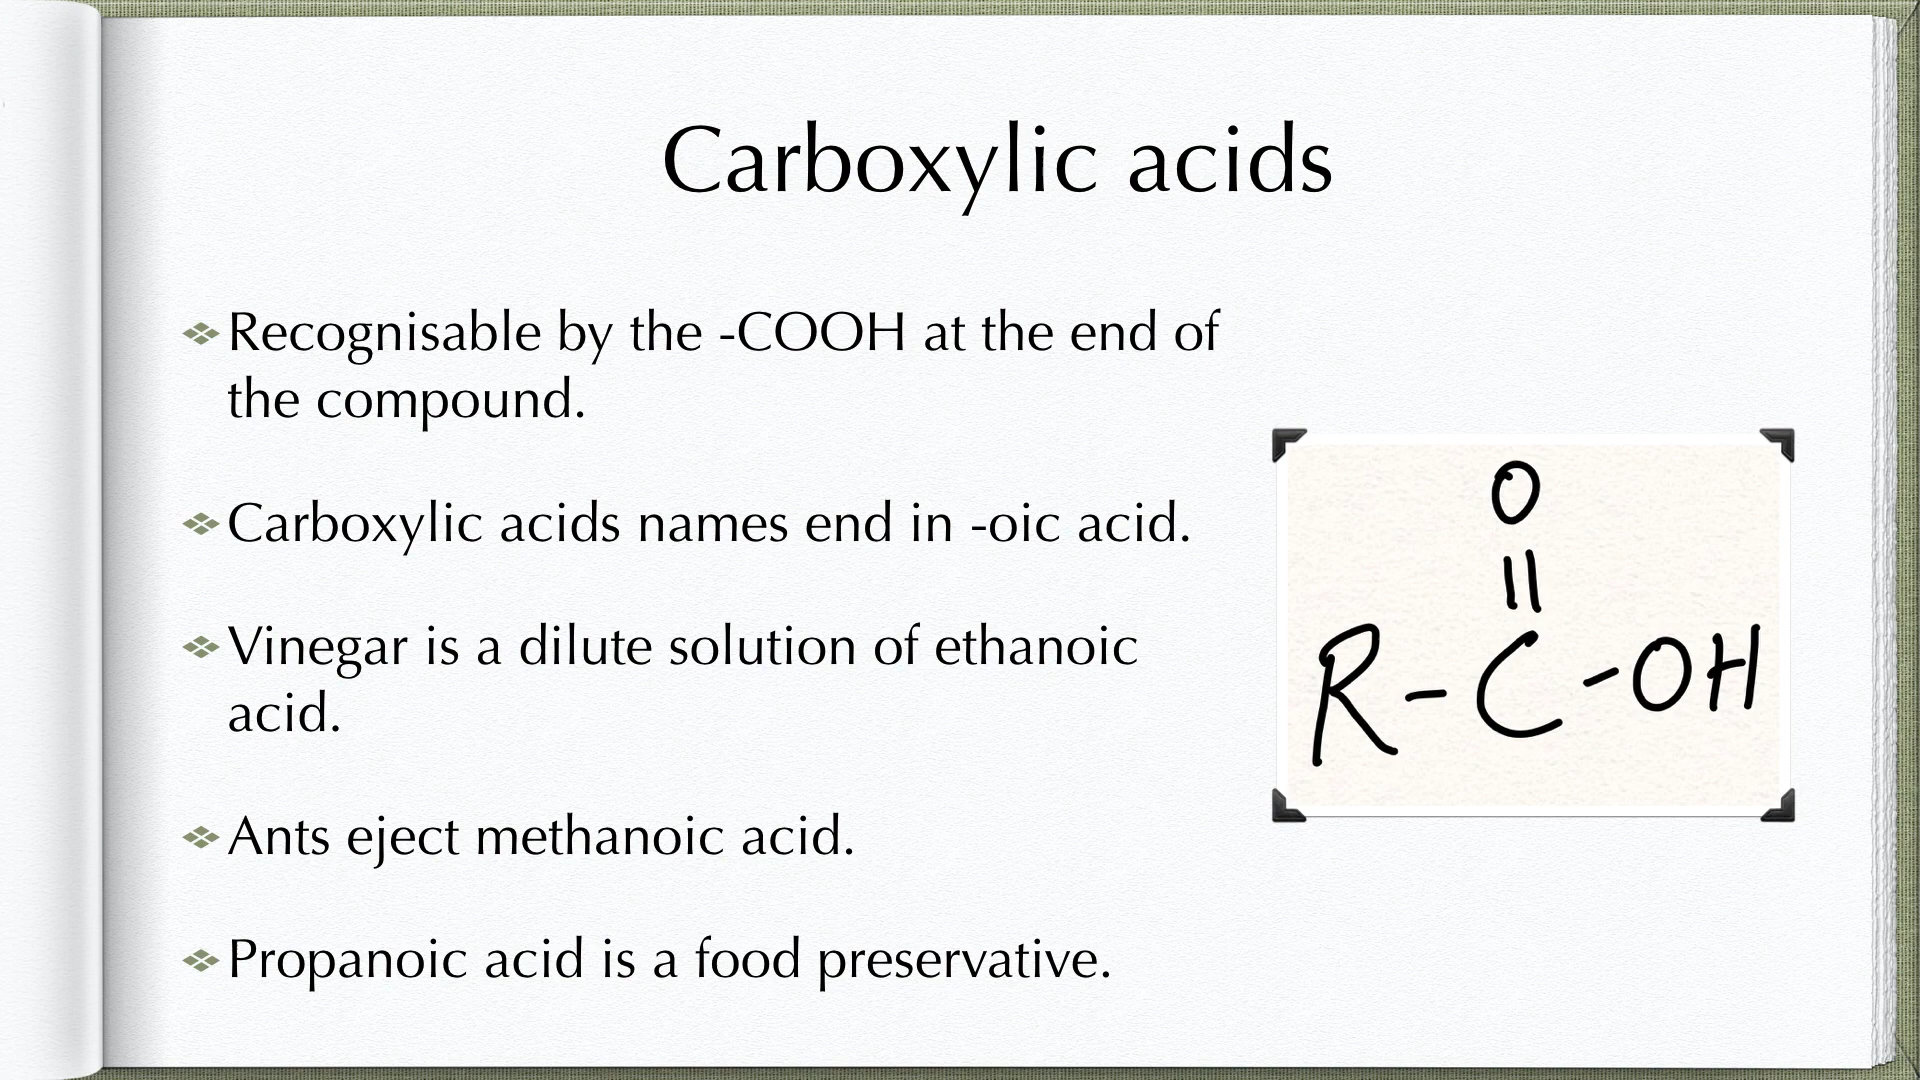 Carboxylic acids
Recognisable by the -COOH at the end of
the compound.
Carboxylic acids names end in -oic acid.
Vinegar is a dilute solution of ethanoic
acid.
Ants eject methanoic acid.
Propanoic acid is a food preservative.
O
||
R-C-OH